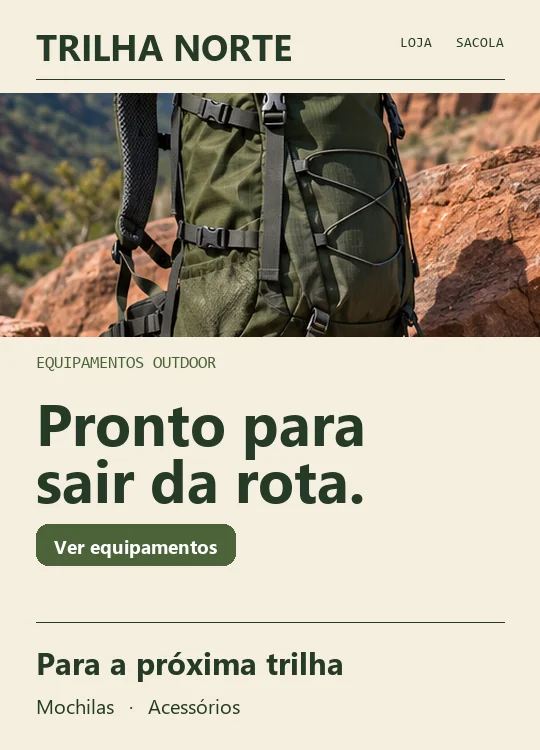 TRILHA NORTE
LOJA SACOLA
EQUIPAMENTOS OUTDOOR
Pronto para
sair da rota.
Ver equipamentos
Para a próxima trilha
Mochilas · Acessórios